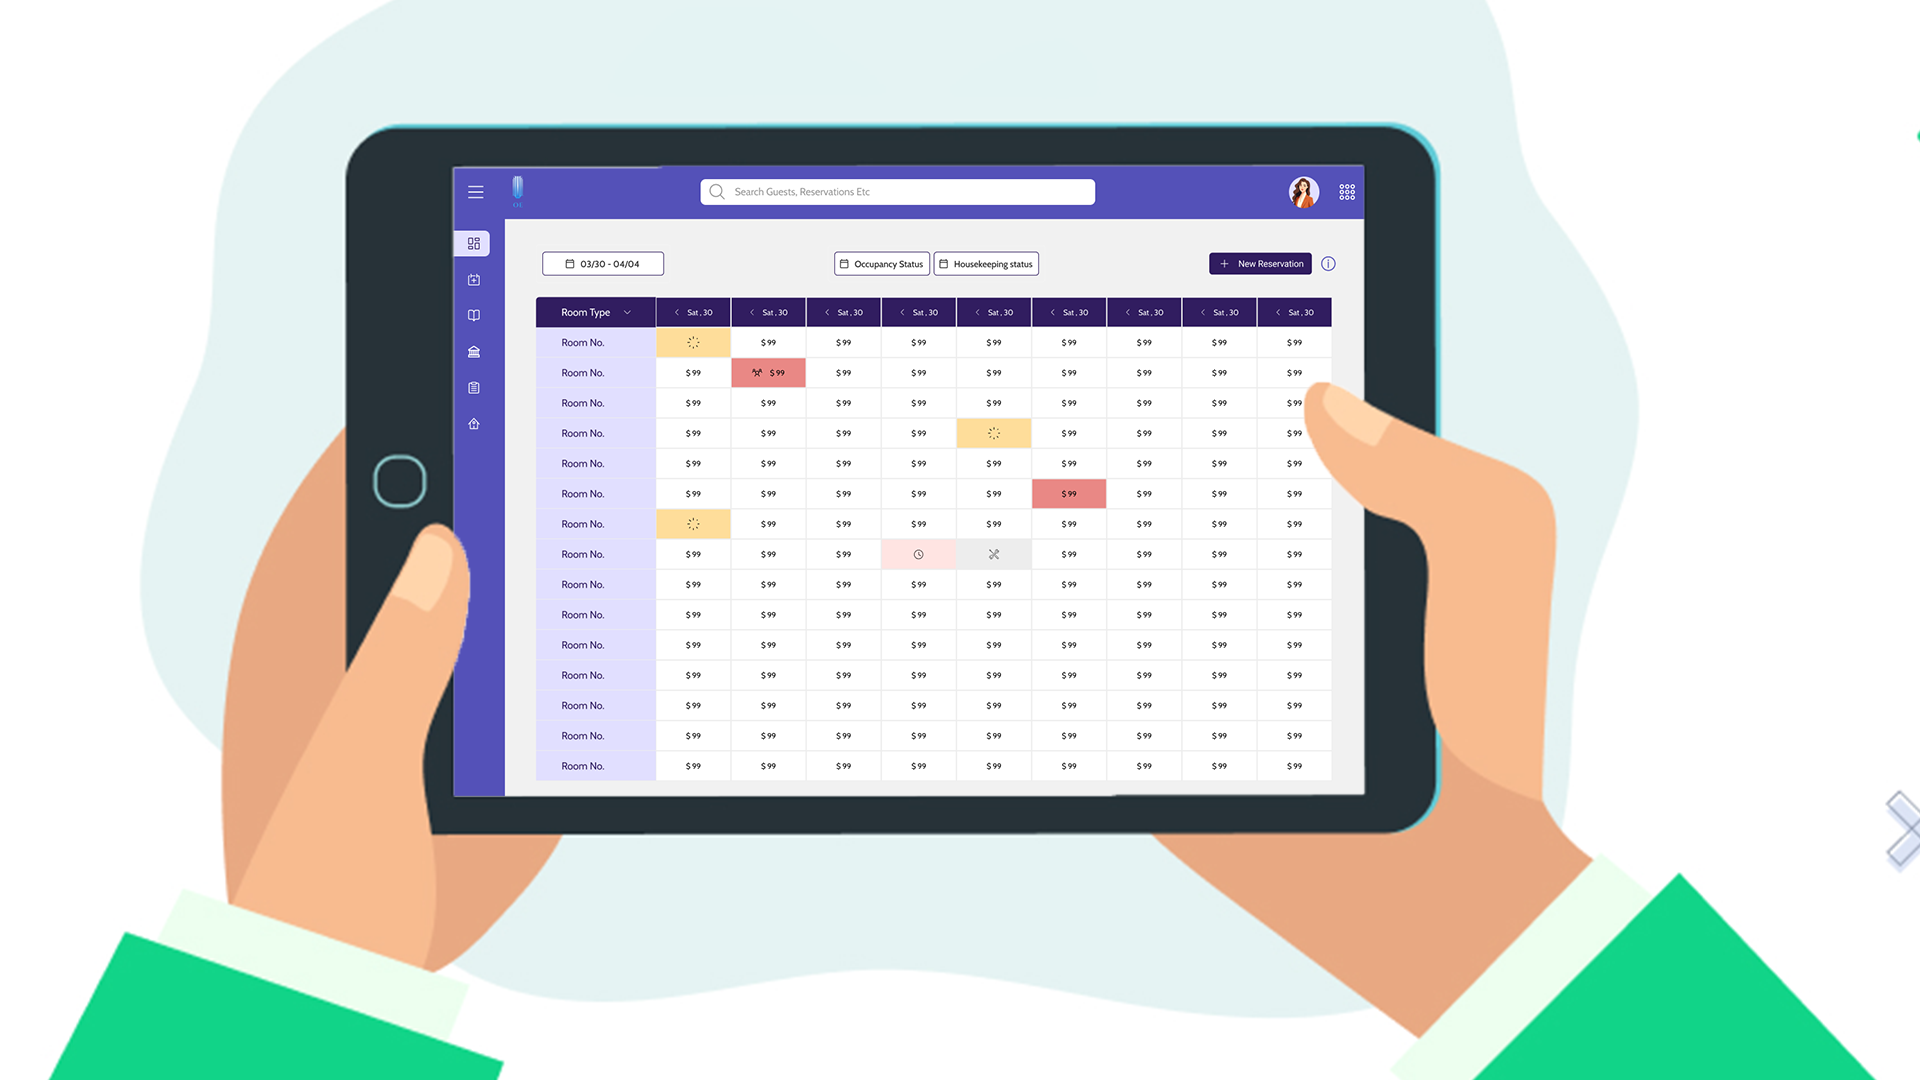 Search Guests, Reservations Etc
03/30 - 04/04 Occupancy Status Housekeeping status + New Reservation
Room Type Sat , 30 Sat , 30 Sat , 30 Sat , 30 Sat , 30 Sat , 30 Sat , 30 Sat , 30 Sat , 30
Room No. $ 99 $ 99 $ 99 $ 99 $ 99 $ 99 $ 99 $ 99
Room No. $ 99 $ 99 $ 99 $ 99 $ 99 $ 99 $ 99 $ 99 $ 99
Room No. $ 99 $ 99 $ 99 $ 99 $ 99 $ 99 $ 99 $ 99 $ 99
Room No. $ 99 $ 99 $ 99 $ 99 $ 99 $ 99 $ 99 $ 99
Room No. $ 99 $ 99 $ 99 $ 99 $ 99 $ 99 $ 99 $ 99 $ 99
Room No. $ 99 $ 99 $ 99 $ 99 $ 99 $ 99 $ 99 $ 99 $ 99
Room No. $ 99 $ 99 $ 99 $ 99 $ 99 $ 99 $ 99 $ 99
Room No. $ 99 $ 99 $ 99 $ 99 $ 99 $ 99 $ 99
Room No. $ 99 $ 99 $ 99 $ 99 $ 99 $ 99 $ 99 $ 99 $ 99
Room No. $ 99 $ 99 $ 99 $ 99 $ 99 $ 99 $ 99 $ 99 $ 99
Room No. $ 99 $ 99 $ 99 $ 99 $ 99 $ 99 $ 99 $ 99 $ 99
Room No. $ 99 $ 99 $ 99 $ 99 $ 99 $ 99 $ 99 $ 99 $ 99
Room No. $ 99 $ 99 $ 99 $ 99 $ 99 $ 99 $ 99 $ 99 $ 99
Room No. $ 99 $ 99 $ 99 $ 99 $ 99 $ 99 $ 99 $ 99 $ 99
Room No. $ 99 $ 99 $ 99 $ 99 $ 99 $ 99 $ 99 $ 99 $ 99